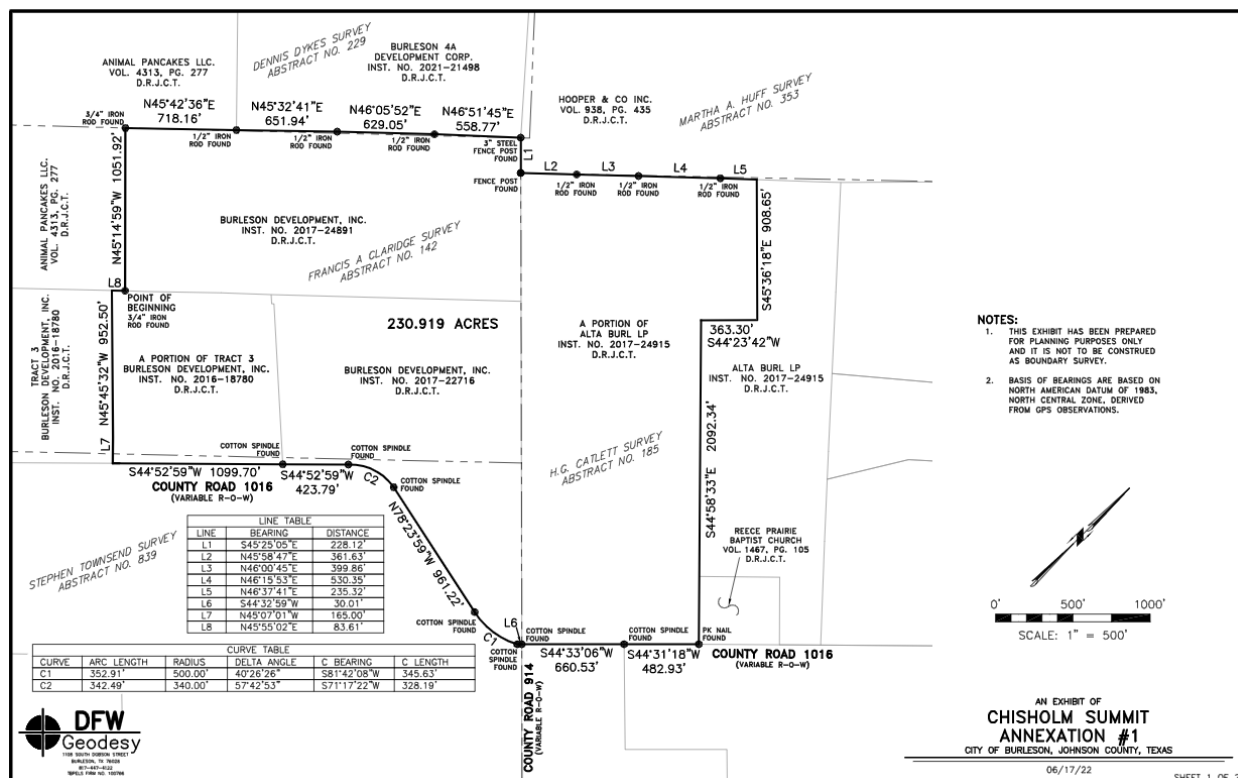 ANIMAL PANCAKES LLC.
VOL. 4313, PG. 277
D.R.J.C.T.
DENNIS DYKES SURVEY
ABSTRACT NO. 229
BURLESON 4A
DEVELOPMENT CORP.
INST. NO. 2021-21498
D.R.J.C.T.
HOOPER & CO INC.
VOL. 938, PG. 435
D.R.J.C.T.
MARTHA A. HUFF SURVEY
ABSTRACT NO. 353
3/4" IRON
ROD FOUND
N45°42'36"E
718.16'
1/2" IRON
ROD FOUND
N45°32'41"E
651.94'
1/2" IRON
ROD FOUND
N46°05'52"E
629.05'
1/2" IRON
ROD FOUND
N46°51'45"E
558.77'
3" STEEL
FENCE POST
FOUND
L1
FENCE POST
FOUND
L2
1/2" IRON
ROD FOUND
L3
1/2" IRON
ROD FOUND
L4
1/2" IRON
ROD FOUND
L5
ANIMAL PANCAKES LLC.
VOL. 4313, PG. 277
D.R.J.C.T.
N45°14'59"W 1051.92'
BURLESON DEVELOPMENT, INC.
INST. NO. 2017-24891
D.R.J.C.T.
FRANCIS A CLARIDGE SURVEY
ABSTRACT NO. 142
S45°36'18"E 908.65'
L8
POINT OF
BEGINNING
3/4" IRON
ROD FOUND
230.919 ACRES
A PORTION OF
ALTA BURL LP
INST. NO. 2017-24915
D.R.J.C.T.
363.30'
S44°23'42"W
TRACT 3
BURLESON DEVELOPMENT, INC.
INST. NO. 2016-18780
D.R.J.C.T.
N45°45'32"W 952.50'
A PORTION OF TRACT 3
BURLESON DEVELOPMENT, INC.
INST. NO. 2016-18780
D.R.J.C.T.
BURLESON DEVELOPMENT, INC.
INST. NO. 2017-22716
D.R.J.C.T.
ALTA BURL LP
INST. NO. 2017-24915
D.R.J.C.T.
S44°58'33"E 2092.34'
NOTES:
1. THIS EXHIBIT HAS BEEN PREPARED
FOR PLANNING PURPOSES ONLY
AND IT IS NOT TO BE CONSTRUED
AS BOUNDARY SURVEY.
2. BASIS OF BEARINGS ARE BASED ON
NORTH AMERICAN DATUM OF 1983,
NORTH CENTRAL ZONE, DERIVED
FROM GPS OBSERVATIONS.
L7
COTTON SPINDLE
FOUND
COTTON SPINDLE
FOUND
S44°52'59"W 1099.70'
S44°52'59"W
423.79'
COUNTY ROAD 1016
(VARIABLE R-O-W)
C2
COTTON SPINDLE
FOUND
H.G. CATLETT SURVEY
ABSTRACT NO. 185
N78°23'59"W 961.22'
STEPHEN TOWNSEND SURVEY
ABSTRACT NO. 839
LINE TABLE
LINE BEARING DISTANCE
L1 S45°25'05"E 228.12'
L2 N45°58'47"E 361.63'
L3 N46°00'45"E 399.86'
L4 N46°15'53"E 530.35'
L5 N46°37'41"E 235.32'
L6 S44°32'59"W 30.01'
L7 N45°07'01"W 165.00'
L8 N45°55'02"E 83.61'
REECE PRAIRIE
BAPTIST CHURCH
VOL. 1467, PG. 105
D.R.J.C.T.
0' 500' 1000'
SCALE: 1" = 500'
COTTON SPINDLE
FOUND
C1
L6
COTTON
SPINDLE
FOUND
COTTON SPINDLE
FOUND
COTTON SPINDLE
FOUND
PK NAIL
FOUND
S44°33'06"W
660.53'
S44°31'18"W
482.93'
COUNTY ROAD 1016
(VARIABLE R-O-W)
COUNTY ROAD 914
(VARIABLE R-O-W)
CURVE TABLE
CURVE ARC LENGTH RADIUS DELTA ANGLE C BEARING C LENGTH
C1 352.91' 500.00' 40°26'26" S81°42'08"W 345.63'
C2 342.49' 340.00' 57°42'53" S71°17'22"W 328.19'
DFW
Geodesy
BURLESON, TX 76028
817-447-4122
AN EXHIBIT OF
CHISHOLM SUMMIT
ANNEXATION #1
CITY OF BURLESON, JOHNSON COUNTY, TEXAS
06/17/22
SHEET 1 OF 2